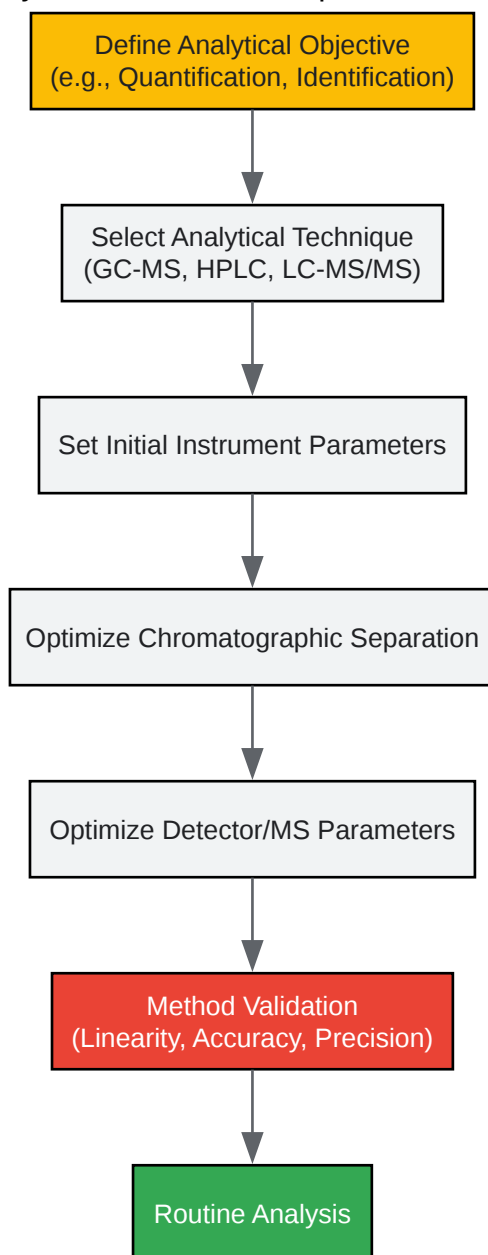 Define Analytical Objective
(e.g., Quantification, Identification)
Select Analytical Technique
(GC-MS, HPLC, LC-MS/MS)
Set Initial Instrument Parameters
Optimize Chromatographic Separation
Optimize Detector/MS Parameters
Method Validation
(Linearity, Accuracy, Precision)
Routine Analysis